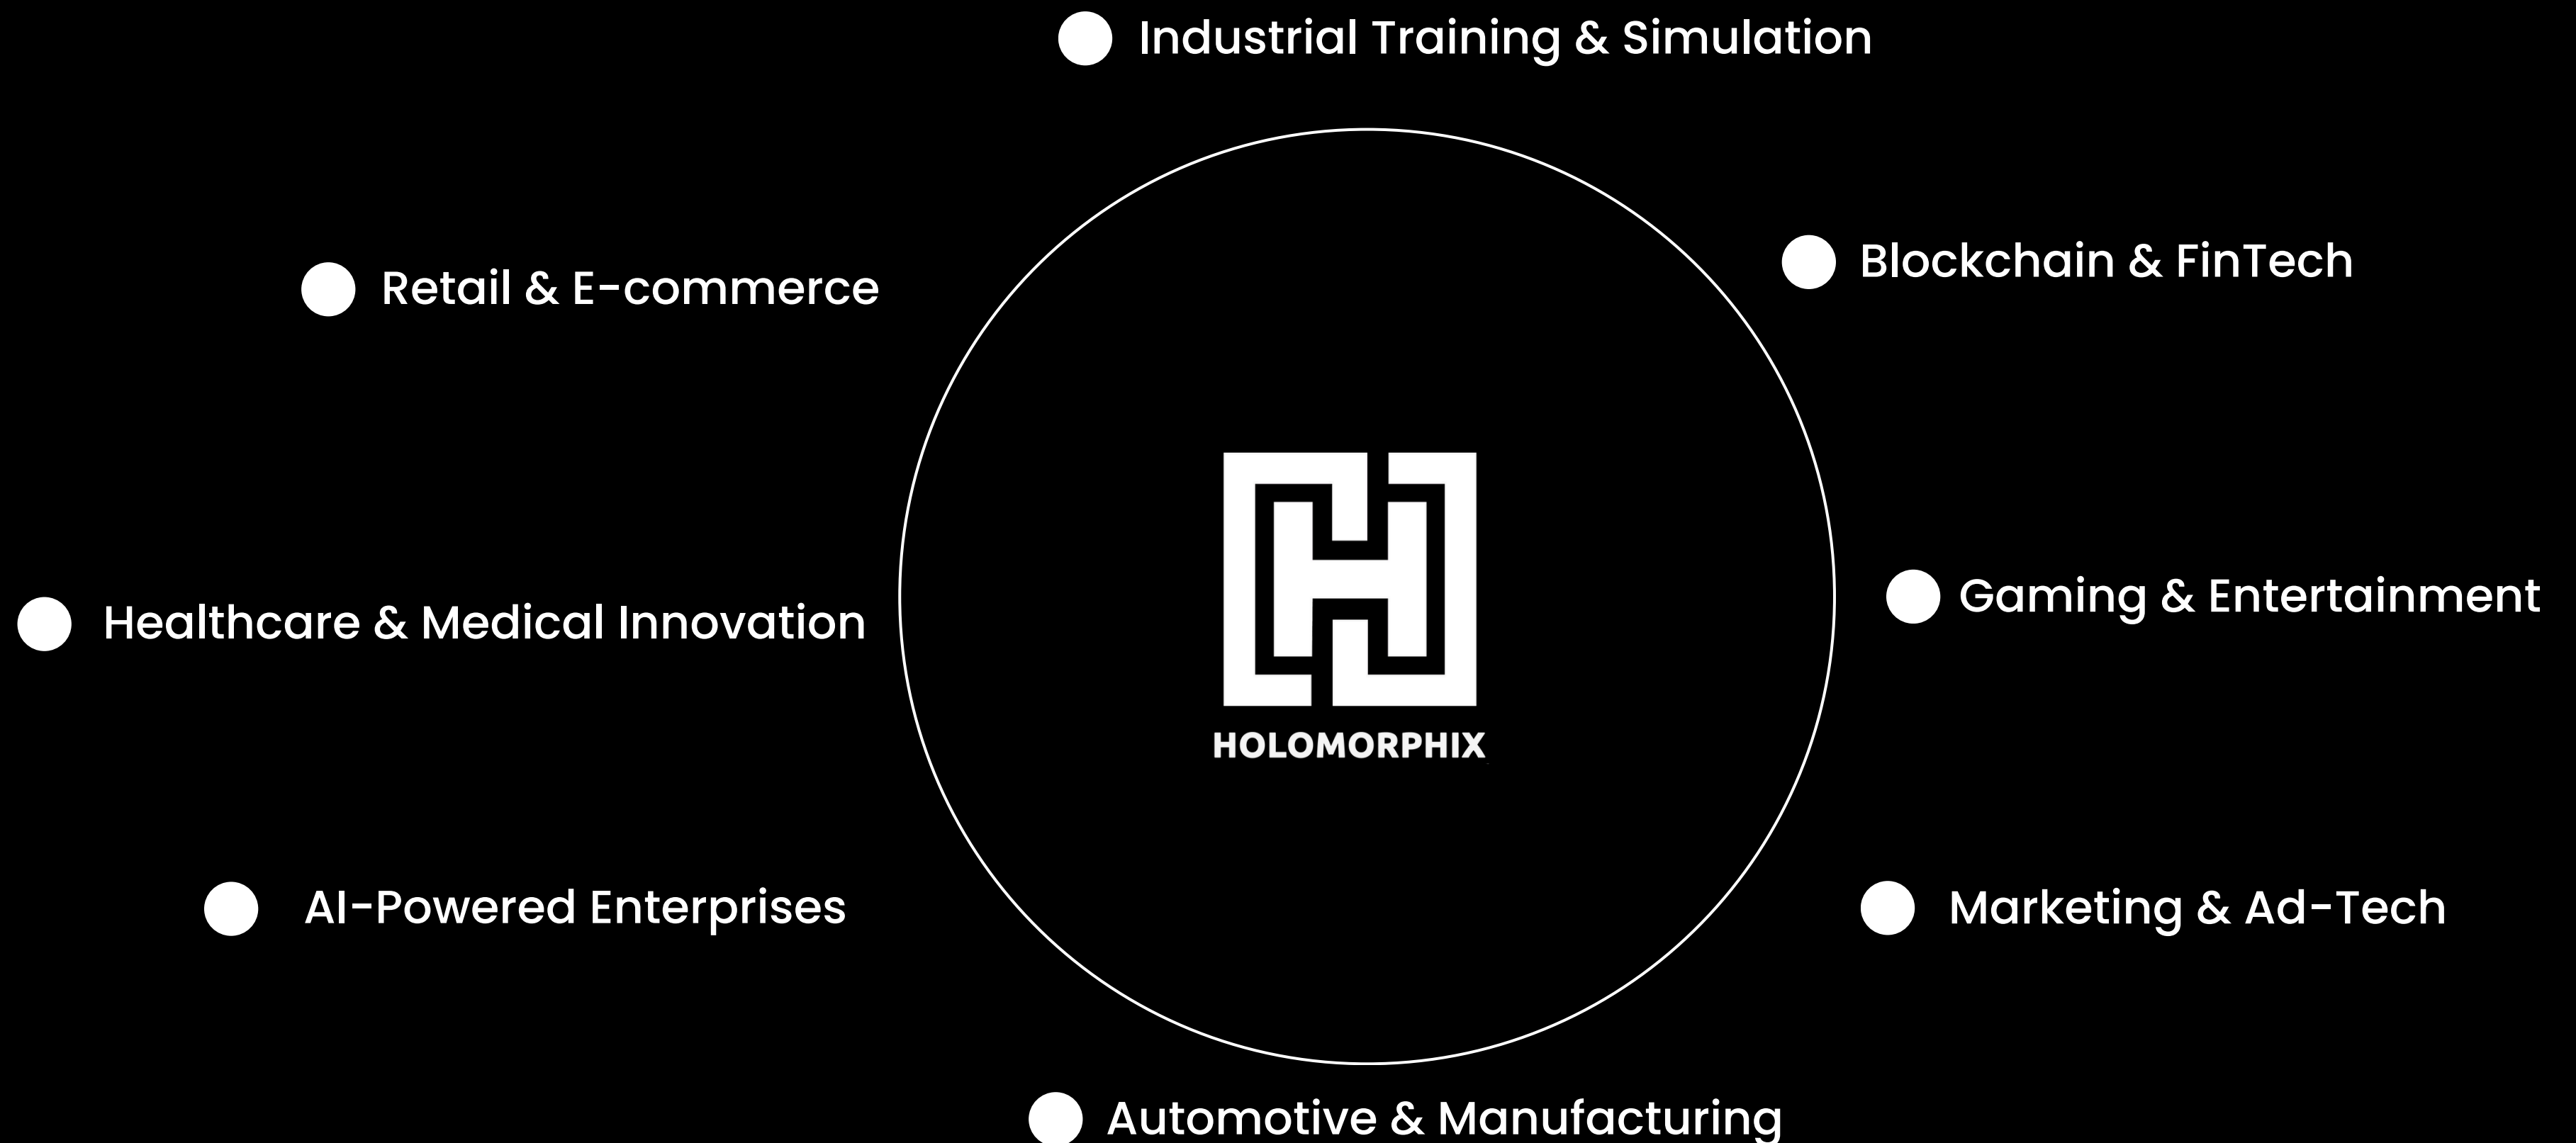 Industrial Training & Simulation
Blockchain & FinTech
Retail & E-commerce
Gaming & Entertainment
Healthcare & Medical Innovation
HOLOMORPHIX
AI-Powered Enterprises
Marketing & Ad-Tech
Automotive & Manufacturing